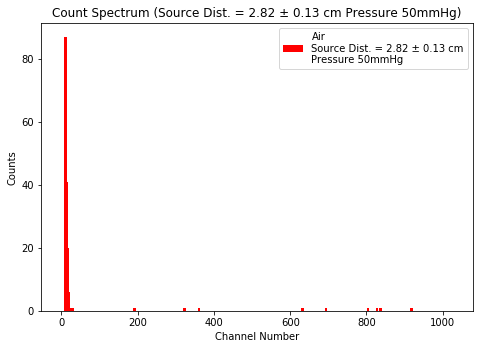 Count Spectrum (Source Dist. = 2.82 ± 0.13 cm Pressure 50mmHg)
Air
Source Dist. = 2.82 ± 0.13 cm
Pressure 50mmHg
80
60
40
20
0
Counts
0 200 400 600 800 1000
Channel Number